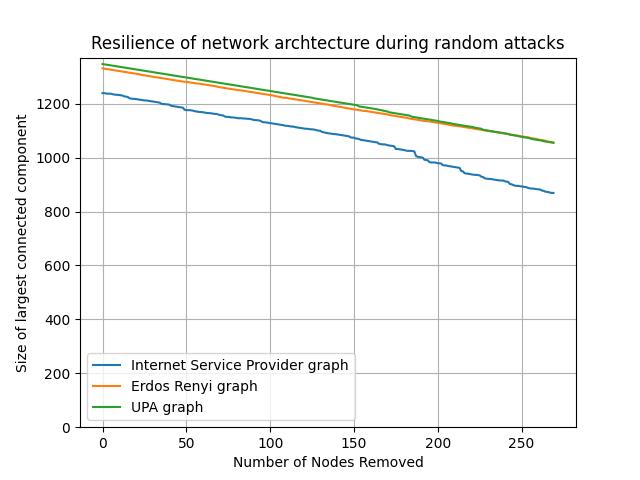 Resilience of network archtecture during random attacks
Size of largest connected component
1200
1000
800
600
400
200
0
Internet Service Provider graph
Erdos Renyi graph
UPA graph
0 50 100 150 200 250
Number of Nodes Removed